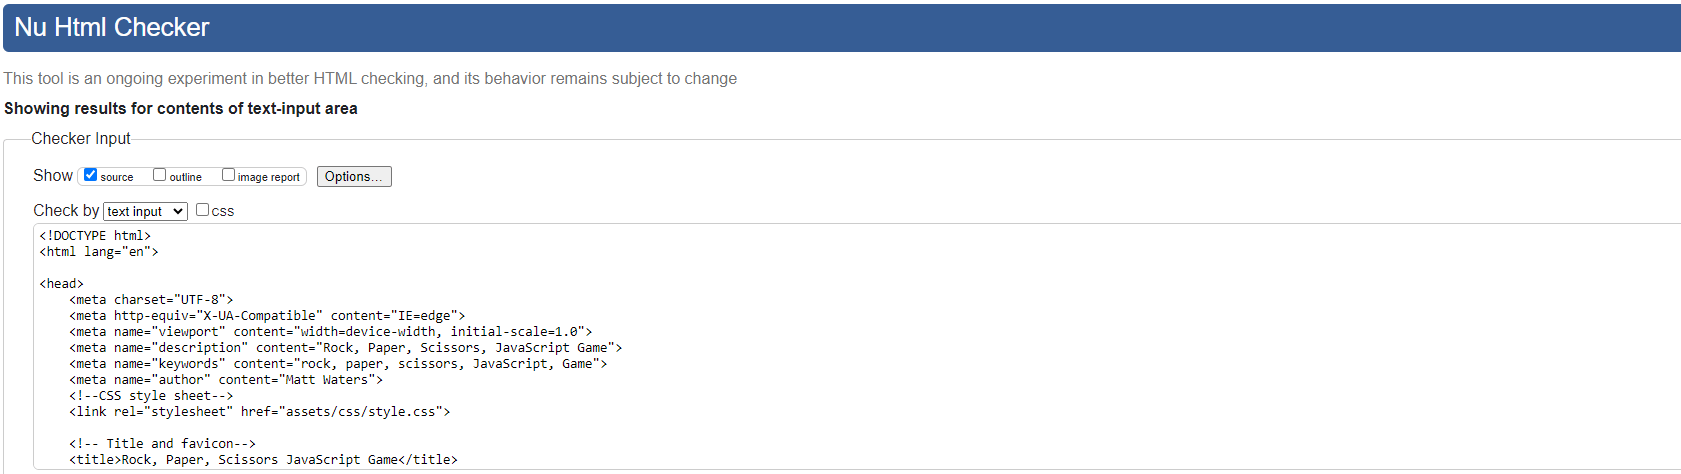 Nu Html Checker
This tool is an ongoing experiment in better HTML checking, and its behavior remains subject to change
Showing results for contents of text-input area
Checker Input
Show source outline image report Options...
Check by text input css
<!DOCTYPE html>
<html lang="en">
<head>
<meta charset="UTF-8">
<meta http-equiv="X-UA-Compatible" content="IE=edge">
<meta name="viewport" content="width=device-width, initial-scale=1.0">
<meta name="description" content="Rock, Paper, Scissors, JavaScript Game">
<meta name="keywords" content="rock, paper, scissors, JavaScript, Game">
<meta name="author" content="Matt Waters">
<!--CSS style sheet-->
<link rel="stylesheet" href="assets/css/style.css">
<!-- Title and favicon-->
<title>Rock, Paper, Scissors JavaScript Game</title>